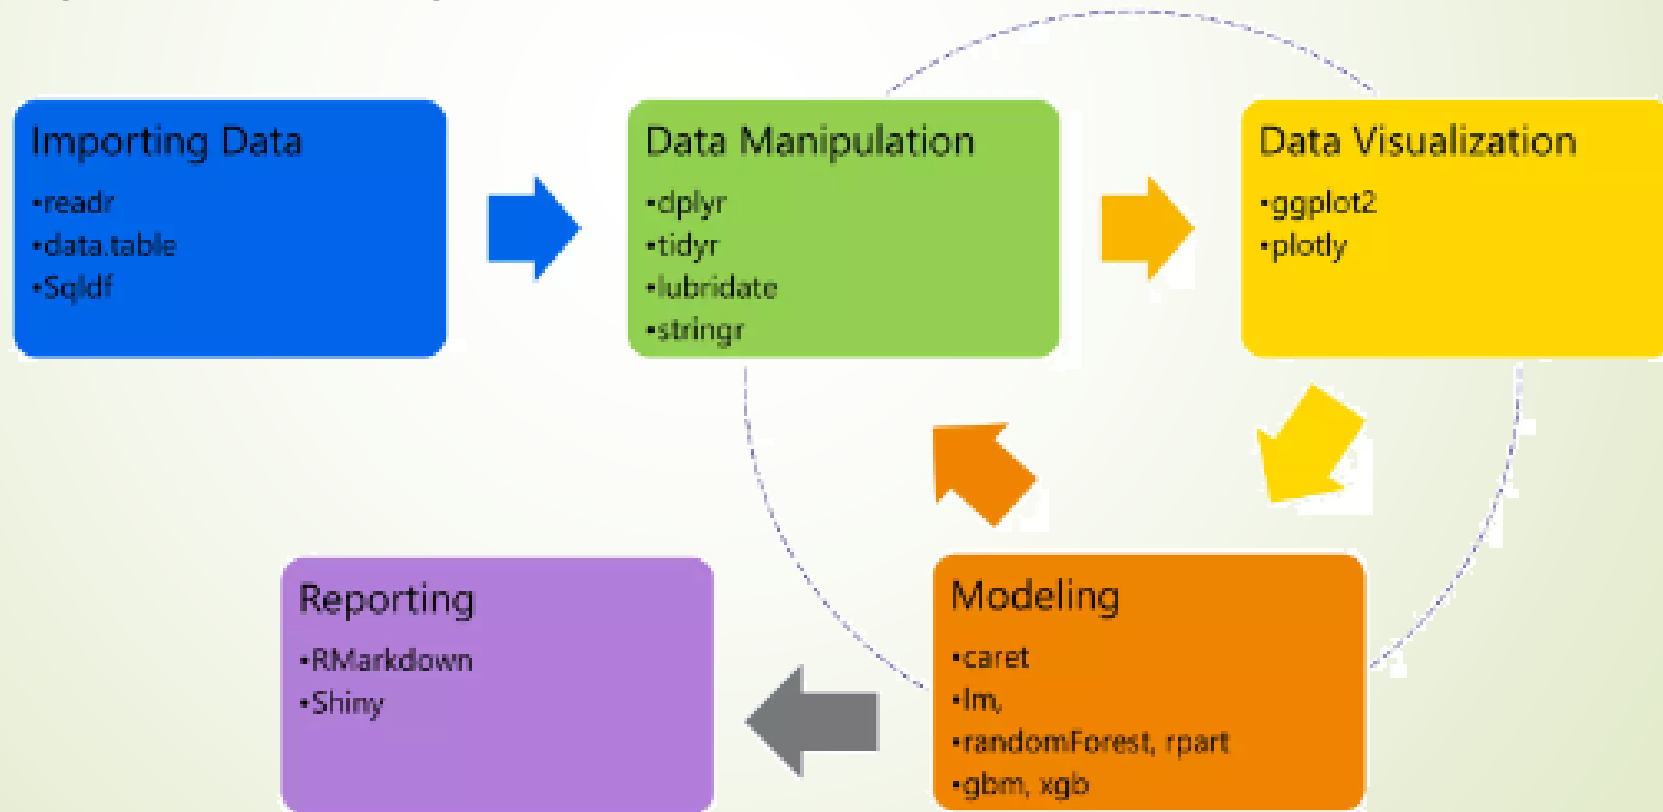 Importing Data
•readr
•data.table
•Sqldf
Data Manipulation
•dplyr
•tidyr
•lubridate
•stringr
Data Visualization
•ggplot2
•plotly
Modeling
•caret
•lm,
•randomForest, rpart
•gbm, xgb
Reporting
•RMarkdown
•Shiny